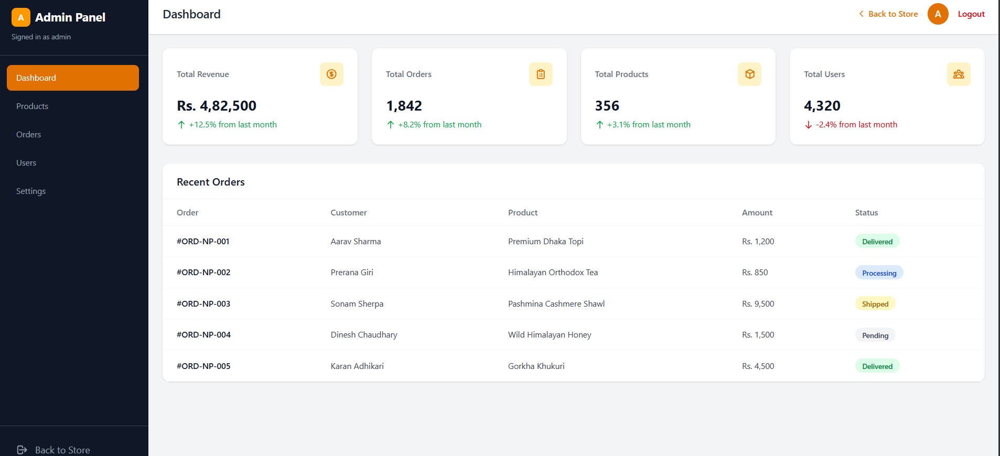 A Admin Panel
Signed in as admin
Dashboard
Products
Orders
Users
Settings
Back to Store
Dashboard
Back to Store A Logout
Total Revenue
Rs. 4,82,500
+12.5% from last month
Total Orders
1,842
+8.2% from last month
Total Products
356
+3.1% from last month
Total Users
4,320
-2.4% from last month
Recent Orders
Order Customer Product Amount Status
#ORD-NP-001 Aarav Sharma Premium Dhaka Topi Rs. 1,200 Delivered
#ORD-NP-002 Prerana Giri Himalayan Orthodox Tea Rs. 850 Processing
#ORD-NP-003 Sonam Sherpa Pashmina Cashmere Shawl Rs. 9,500 Shipped
#ORD-NP-004 Dinesh Chaudhary Wild Himalayan Honey Rs. 1,500 Pending
#ORD-NP-005 Karan Adhikari Gorkha Khukuri Rs. 4,500 Delivered